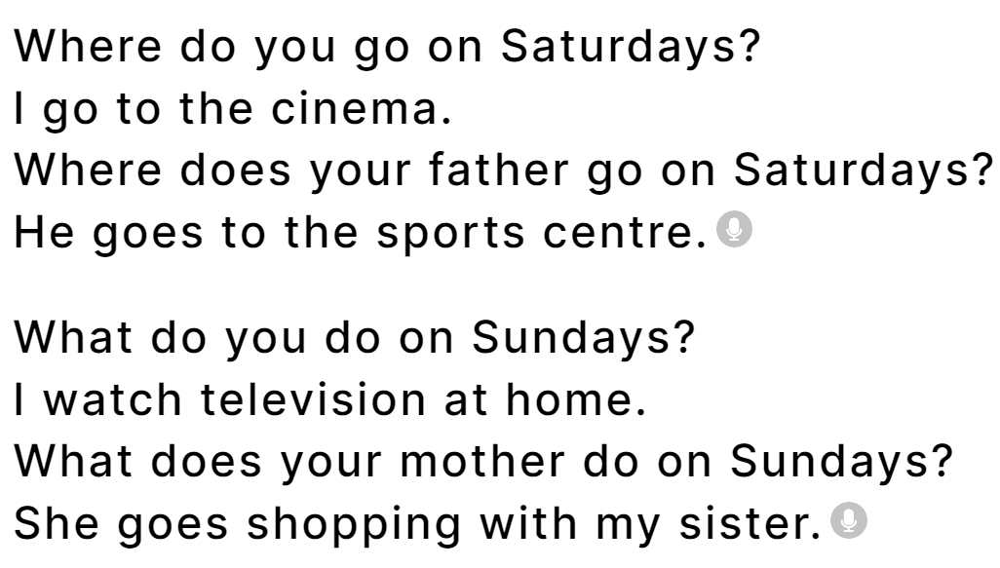 Where do you go on Saturdays?
I go to the cinema.
Where does your father go on Saturdays?
He goes to the sports centre.
What do you do on Sundays?
I watch television at home.
What does your mother do on Sundays?
She goes shopping with my sister.